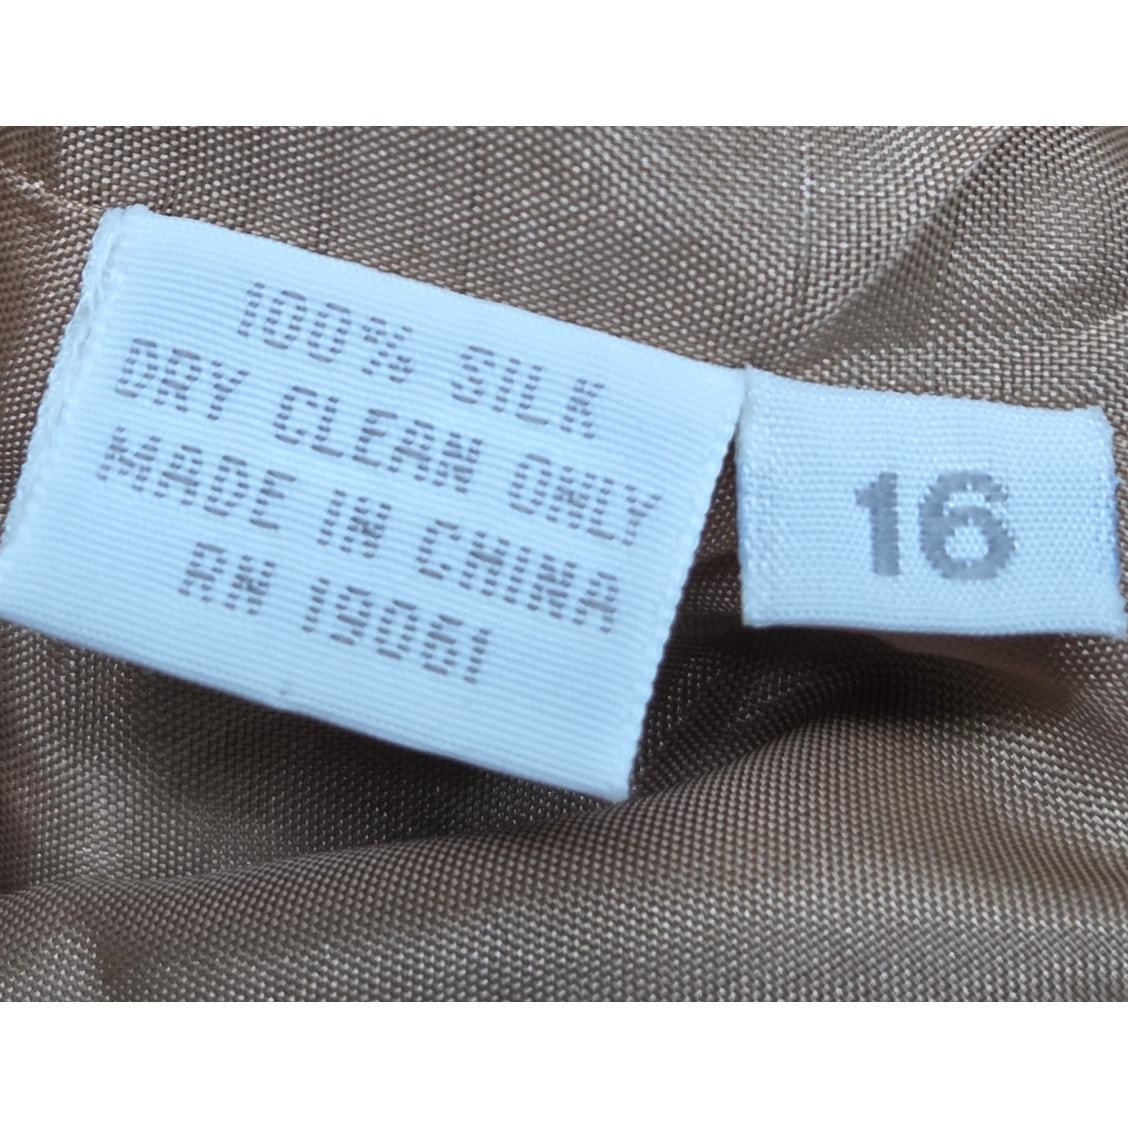 100% SILK
DRY CLEAN ONLY
MADE IN CHINA
RN 19061
16